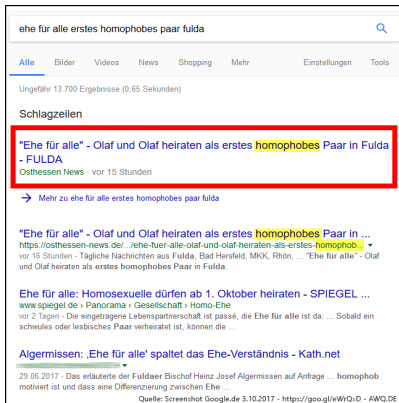 ehe für alle erstes homophobes paar fulda
Alle Bilder Videos News Shopping Mehr Einstellungen Tools
Ungefähr 13.700 Ergebnisse (0,65 Sekunden)
Schlagzeilen
"Ehe für alle" - Olaf und Olaf heiraten als erstes homophobes Paar in Fulda
- FULDA
Osthessen News · vor 15 Stunden
→ Mehr zu ehe für alle erstes homophobes paar fulda
"Ehe für alle" - Olaf und Olaf heiraten als erstes homophobes Paar in ...
https://osthessen-news.de/.../ehe-fuer-alle-olaf-und-olaf-heiraten-als-erstes-homophob...
vor 16 Stunden - Tägliche Nachrichten aus Fulda, Bad Hersfeld, MKK, Rhön, ... "Ehe für alle" - Olaf
und Olaf heiraten als erstes homophobes Paar in Fulda.
Ehe für alle: Homosexuelle dürfen ab 1. Oktober heiraten - SPIEGEL ...
www.spiegel.de › Panorama › Gesellschaft › Homo-Ehe
vor 2 Tagen - Die eingetragene Lebenspartnerschaft ist passé, die Ehe für alle ist da: ... Sobald ein
schwules oder lesbisches Paar verheiratet ist, können die ...
Algermissen: ‚Ehe für alle' spaltet das Ehe-Verständnis - Kath.net
29.06.2017 - Das erläuterte der Fuldaer Bischof Heinz Josef Algermissen auf Anfrage ... homophob
motiviert ist und dass eine Differenzierung zwischen Ehe ...
Quelle: Screenshot Google.de 3.10.2017 - https://goo.gl/eWrQxD - AWQ.DE